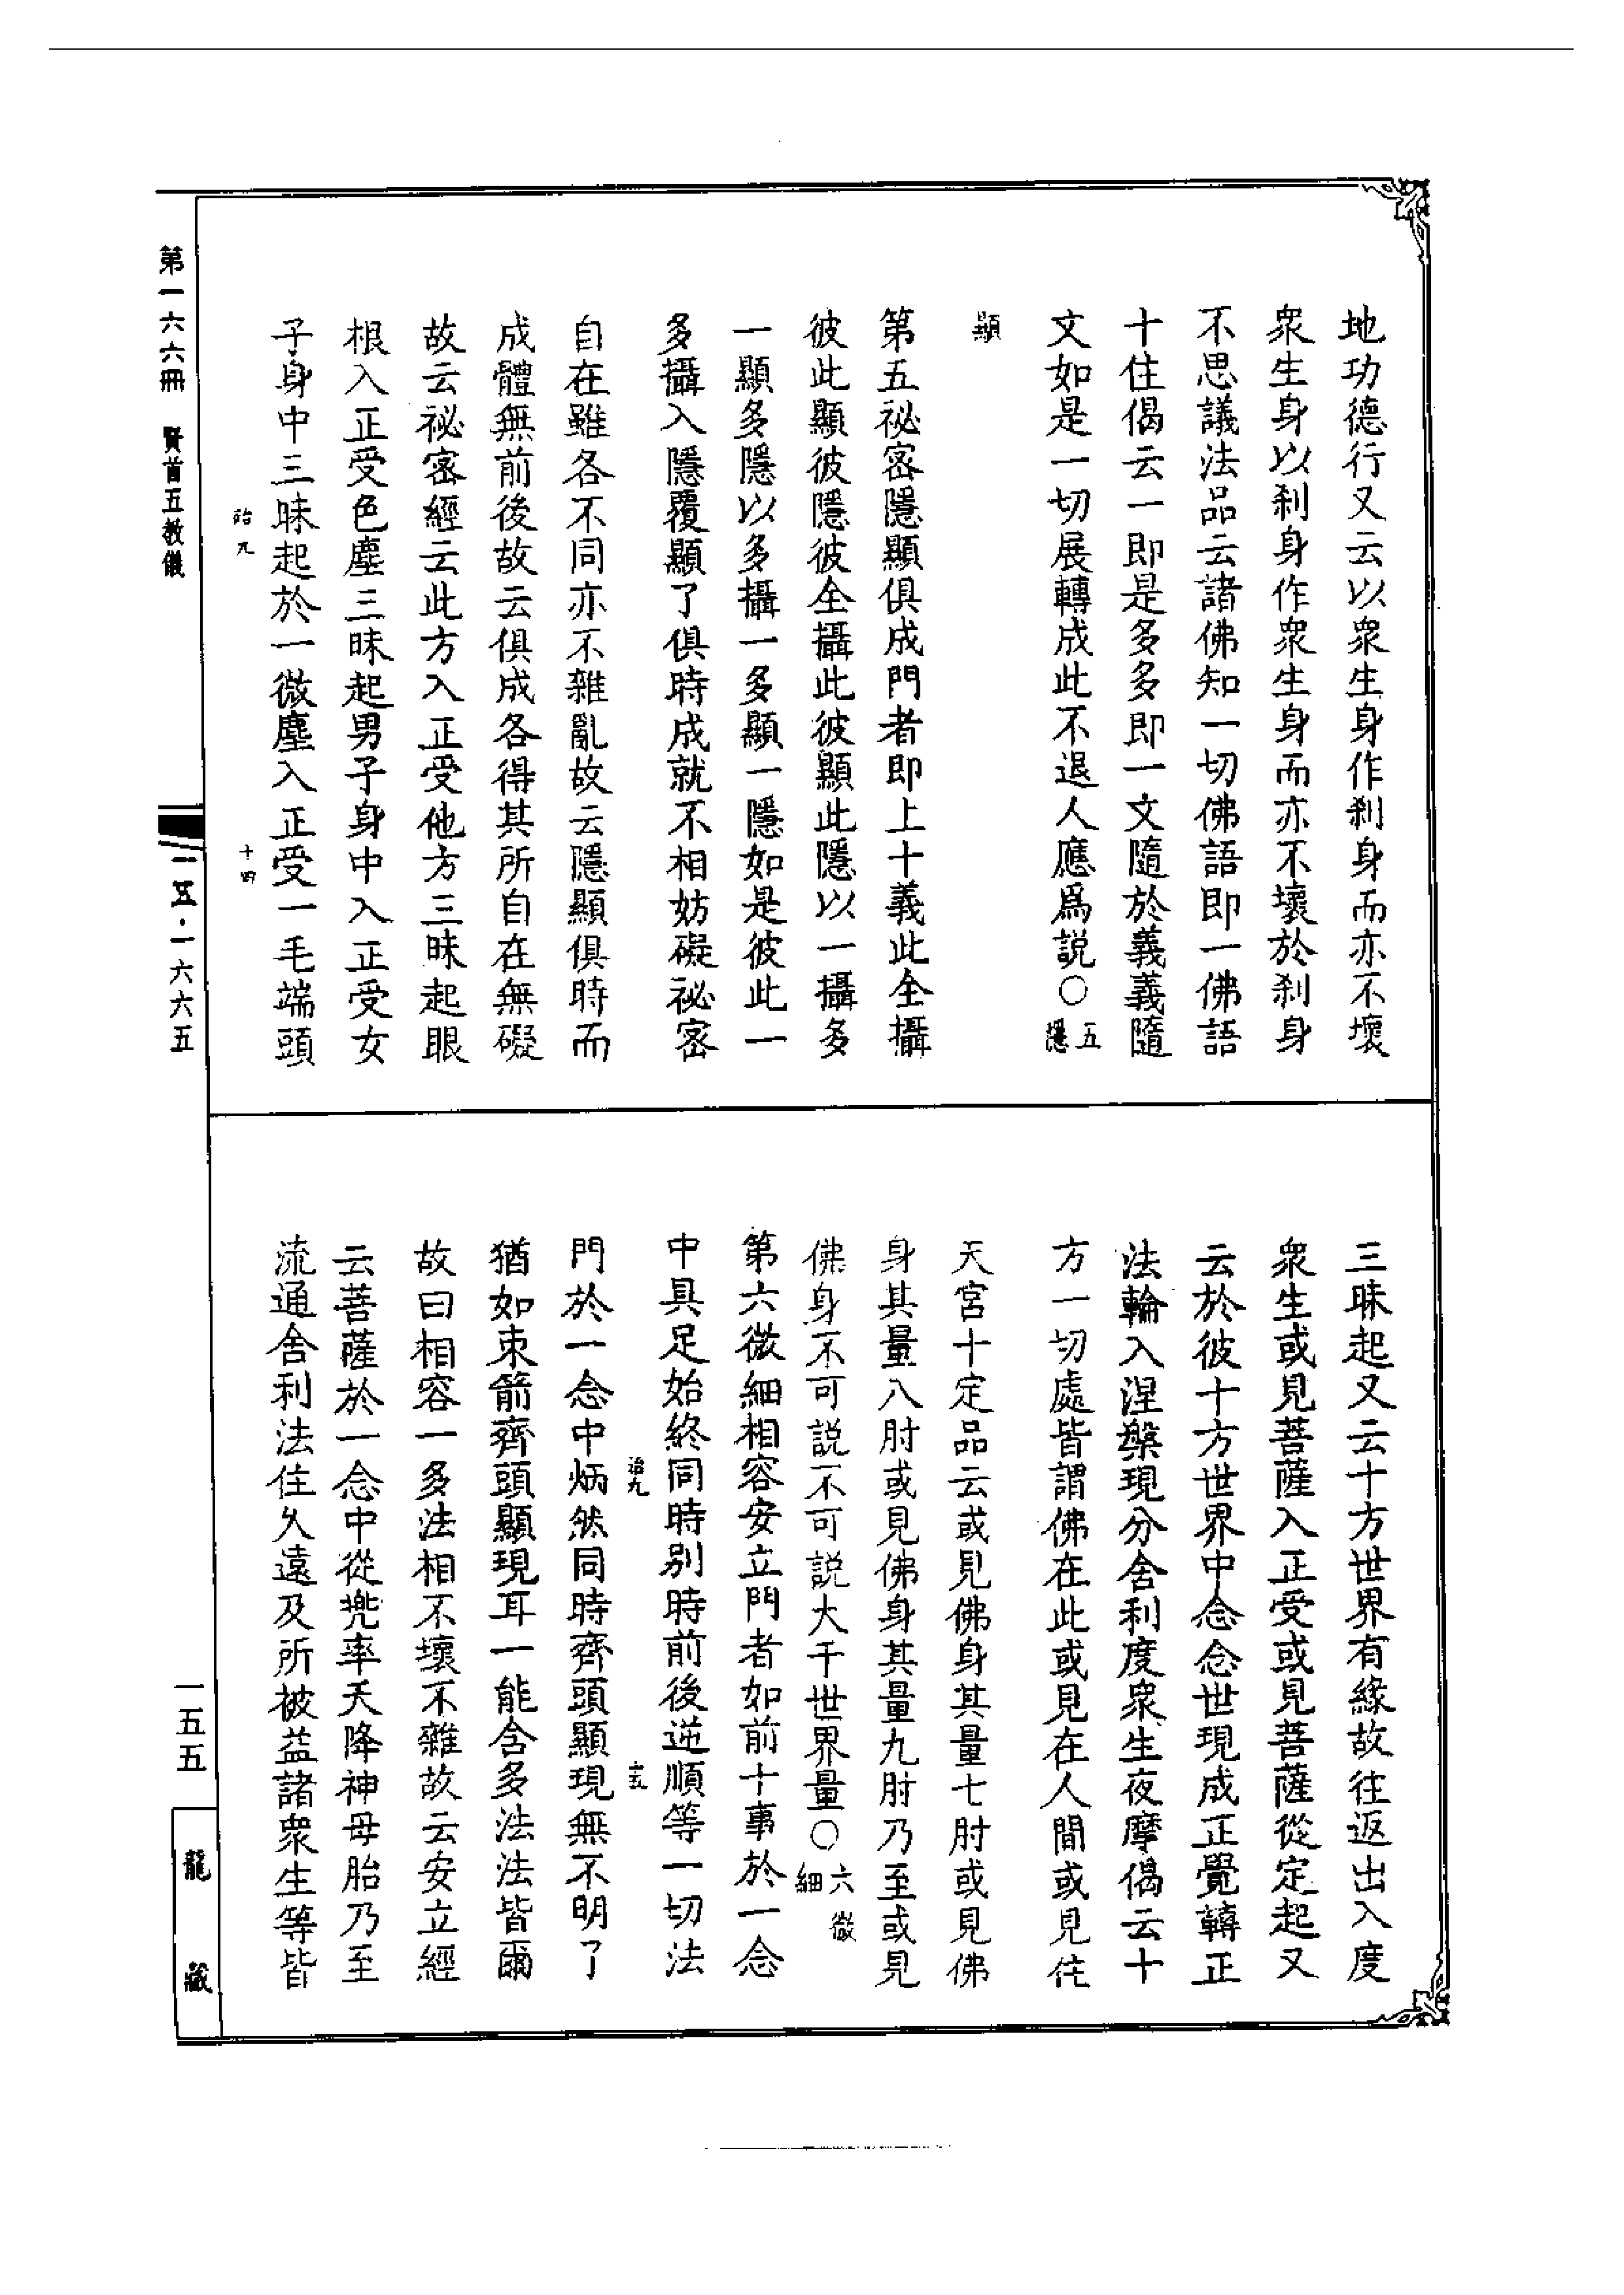 地功德行又云以衆生身作刹身而亦不壞
衆生身以刹身作衆生身而亦不壞於刹身
不思議法品云諸佛知一切佛語即一佛語
十住偈云一即是多多即一文隨於義義隨
文如是一切展轉成此不退人應爲説○五隱
顯
第五祕密隱顯俱成門者即上十義此全攝
彼此顯彼隱彼全攝此彼顯此隱以一攝多
一顯多隱以多攝一多顯一隱如是彼此一
多攝入隱覆顯了俱時成就不相妨礙祕密
自在雖各不同亦不雜亂故云隱顯俱時而
成體無前後故云俱成各得其所自在無礙
故云祕密經云此方入正受他方三昧起眼
根入正受色塵三昧起男子身中入正受女
子身中三昧起於一微塵入正受一毛端頭
三昧起又云十方世界有緣故往返出入度
衆生或見菩薩入正受或見菩薩從定起又
云於彼十方世界中念念世現成正覺轉正
法輪入涅槃現分舍利度衆生夜摩偈云十
方一切處皆謂佛在此或見在人間或見住
天宮十定品云或見佛身其量七肘或見佛
身其量八肘或見佛身其量九肘乃至或見
佛身不可説不可説大千世界量○六微細
第六微細相容安立門者如前十事於一念
中具足始終同時别時前後逆順等一切法
門於一念中炳然同時齊頭顯現無不明了
猶如束箭齊頭顯現耳一能含多法法皆爾
故曰相容一多法相不壞不雜故云安立經
云菩薩於一念中從兜率天降神母胎乃至
流通舍利法住久遠及所被益諸衆生等皆
治九
十四
治九
十五
第一六六冊 賢首五教儀
一五·一六六五
一五五
龍藏